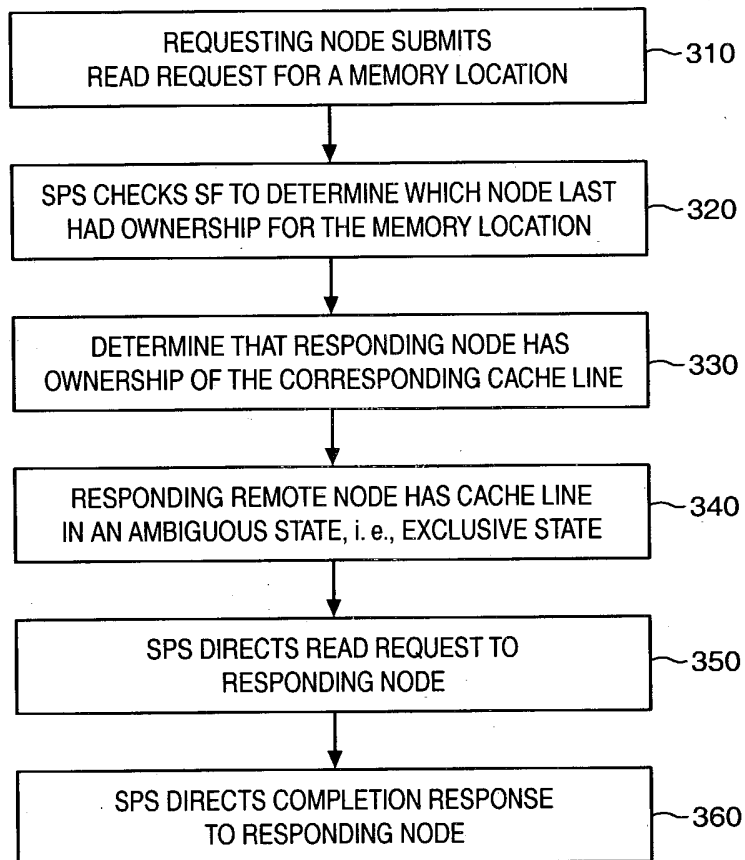 REQUESTING NODE SUBMITS
READ REQUEST FOR A MEMORY LOCATION
310
SPS CHECKS SF TO DETERMINE WHICH NODE LAST
HAD OWNERSHIP FOR THE MEMORY LOCATION
320
DETERMINE THAT RESPONDING NODE HAS
OWNERSHIP OF THE CORRESPONDING CACHE LINE
330
RESPONDING REMOTE NODE HAS CACHE LINE
IN AN AMBIGUOUS STATE, i. e., EXCLUSIVE STATE
340
SPS DIRECTS READ REQUEST TO
RESPONDING NODE
350
SPS DIRECTS COMPLETION RESPONSE
TO RESPONDING NODE
360